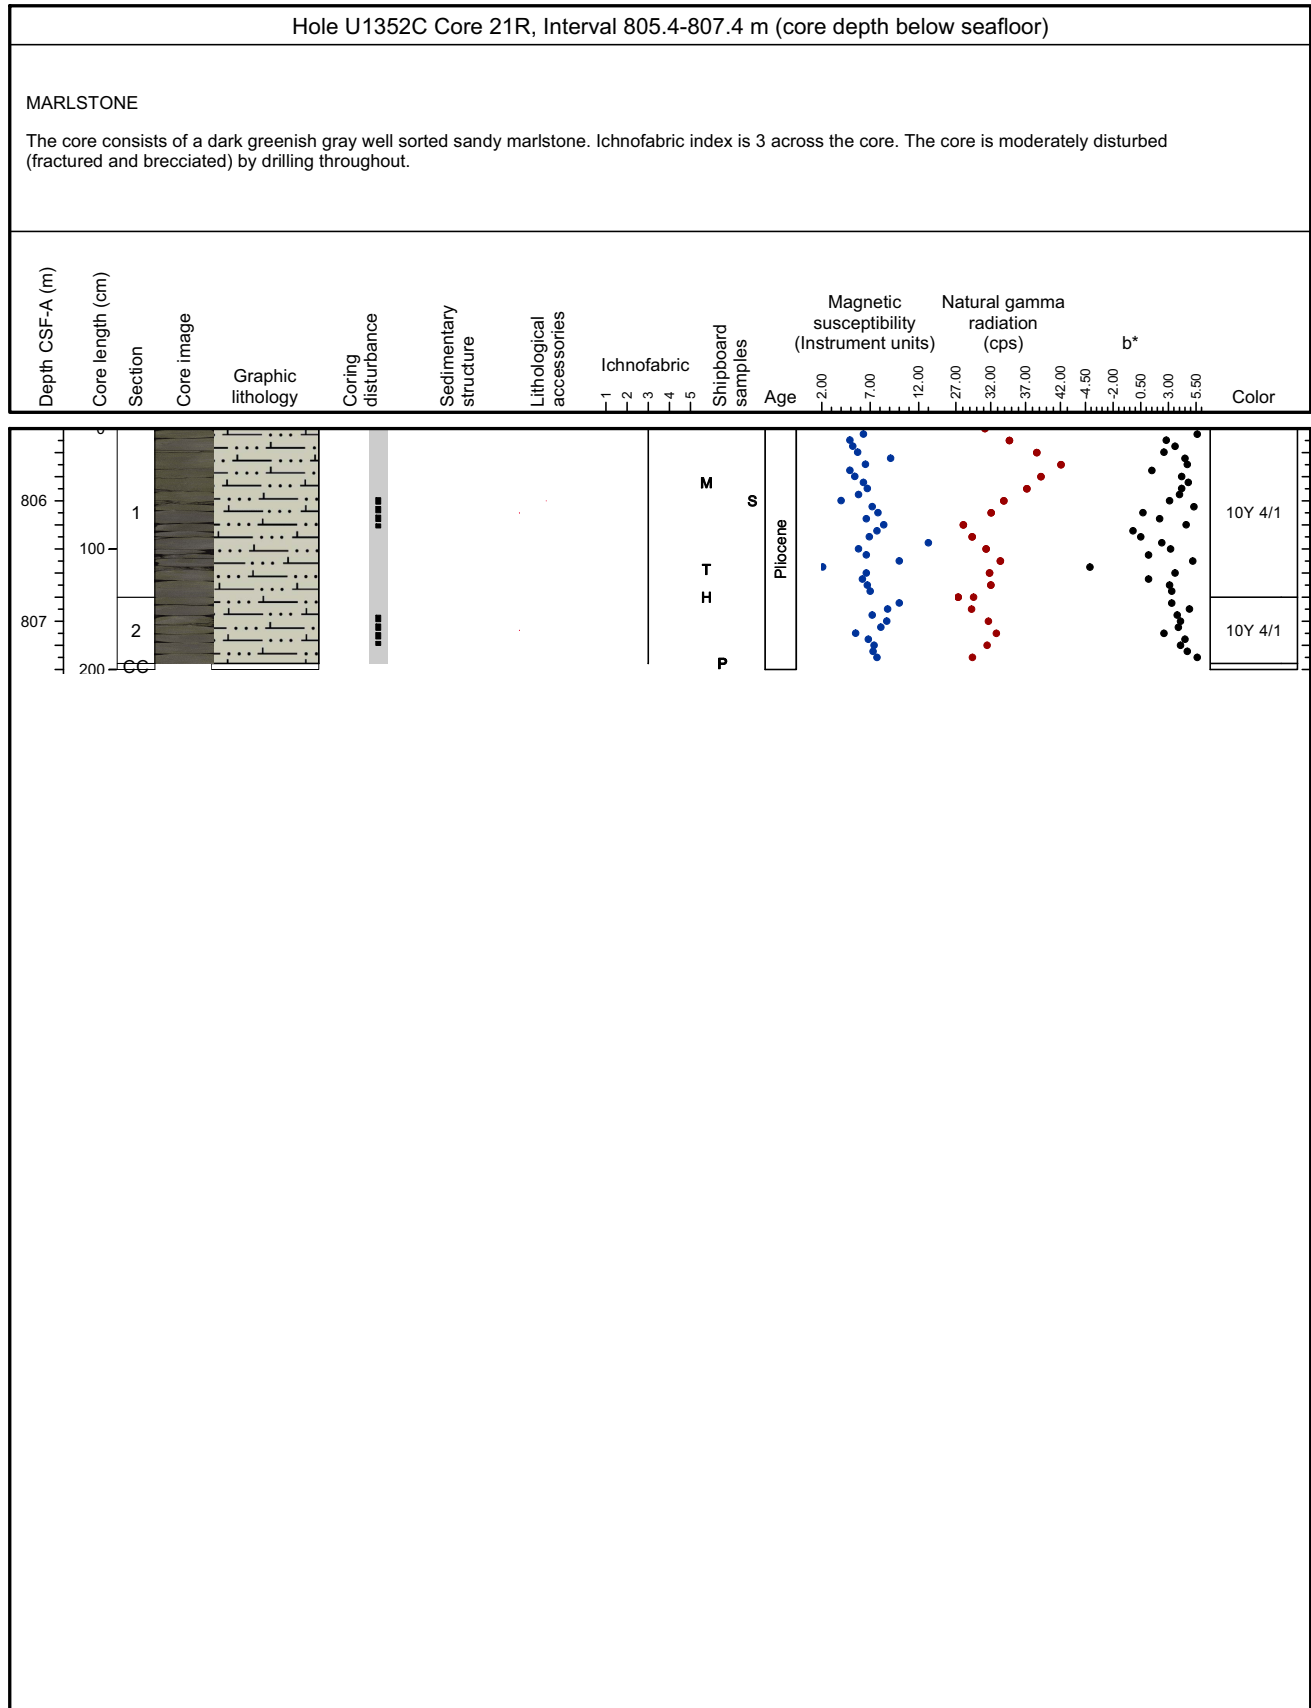 Hole U1352C Core 21R, Interval 805.4-807.4 m (core depth below seafloor)
MARLSTONE
The core consists of a dark greenish gray well sorted sandy marlstone. Ichnofabric index is 3 across the core. The core is moderately disturbed
(fractured and brecciated) by drilling throughout.
Depth CSF-A (m)
Core length (cm)
Section
Core image
Graphic
lithology
Coring
disturbance
Sedimentary
structure
Lithological
accessories
Ichnofabric
1 2 3 4 5
Shipboard
samples
Age
Magnetic
susceptibility
(Instrument units)
2.00 7.00 12.00
Natural gamma
radiation
(cps)
27.00 32.00 37.00 42.00
b*
-4.50 -2.00 0.50 3.00 5.50
Color
0
M
806
1
S
10Y 4/1
Pliocene
100
T
H
807
2
10Y 4/1
P
200
CC